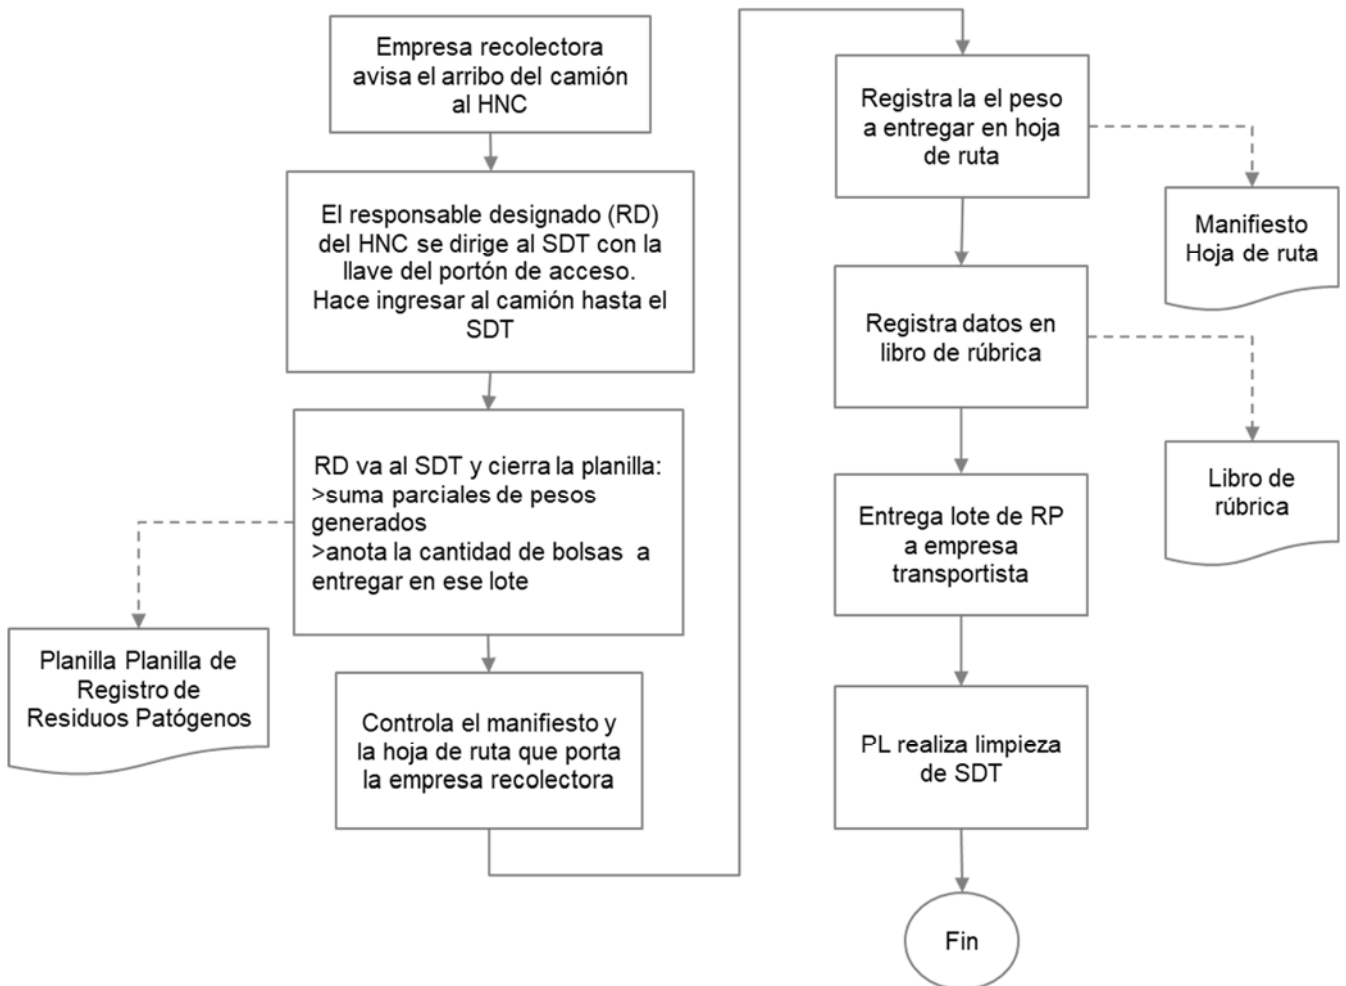 Empresa recolectora
avisa el arribo del camión
al HNC
El responsable designado (RD)
del HNC se dirige al SDT con la
llave del portón de acceso.
Hace ingresar al camión hasta el
SDT
RD va al SDT y cierra la planilla:
>suma parciales de pesos
generados
>anota la cantidad de bolsas a
entregar en ese lote
Planilla Planilla de
Registro de
Residuos Patógenos
Controla el manifiesto y
la hoja de ruta que porta
la empresa recolectora
Registra la el peso
a entregar en hoja
de ruta
Manifiesto
Hoja de ruta
Registra datos en
libro de rúbrica
Libro de
rúbrica
Entrega lote de RP
a empresa
transportista
PL realiza limpieza
de SDT
Fin